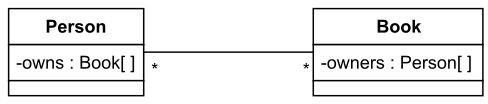 Person
-owns : Book[ ]
* *
Book
-owners : Person[ ]